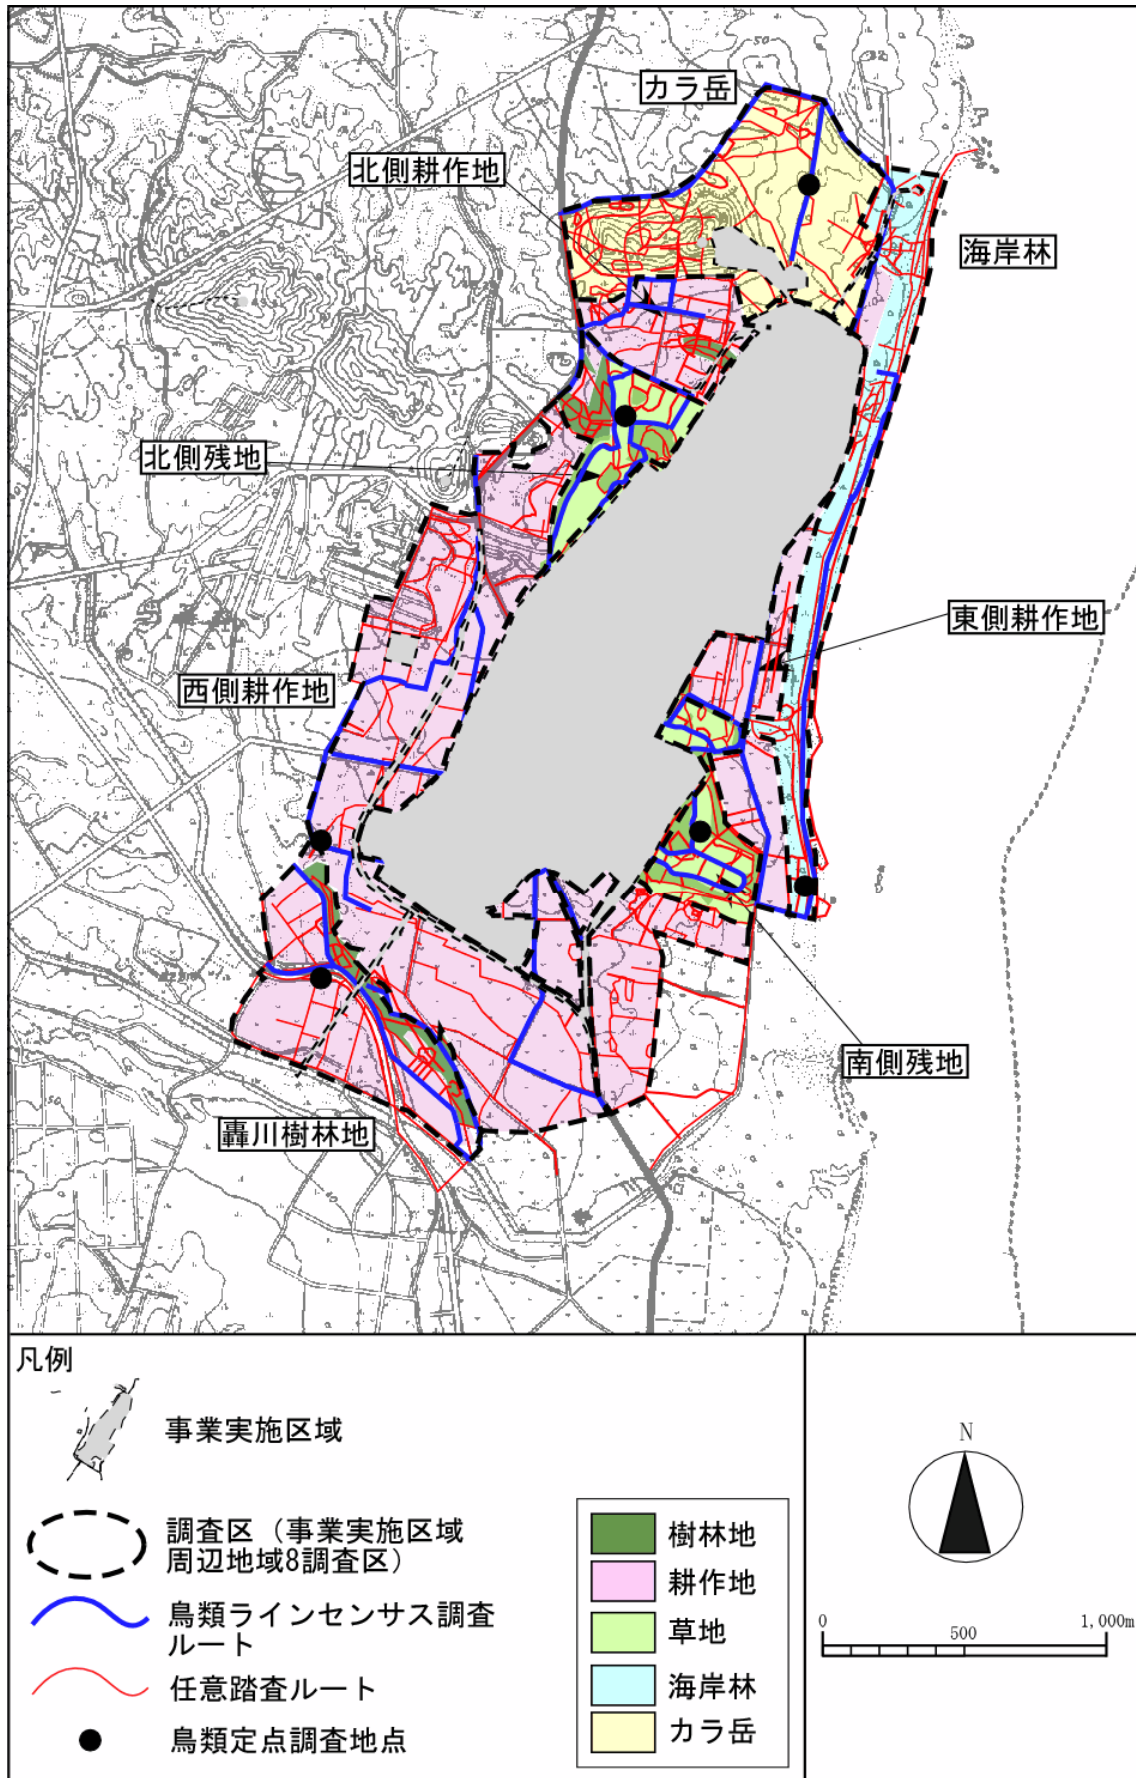 カラ岳
北側耕作地
海岸林
北側残地
東側耕作地
西側耕作地
南側残地
轟川樹林地
凡例
事業実施区域
調査区（事業実施区域
周辺地域8調査区）
鳥類ラインセンサス調査
ルート
任意踏査ルート
鳥類定点調査地点
樹林地
耕作地
草地
海岸林
カラ岳
N
0 500 1,000m